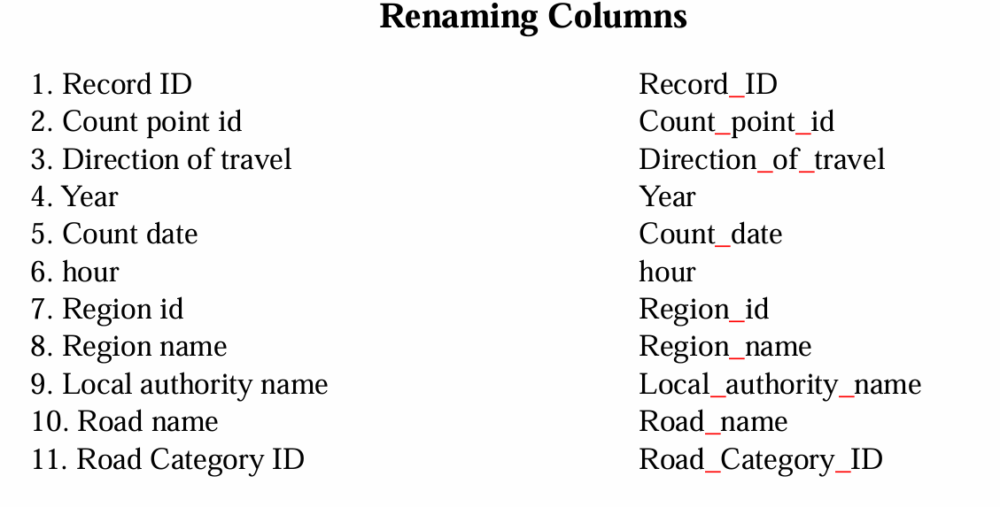 Renaming Columns
1. Record ID Record_ID
2. Count point id Count_point_id
3. Direction of travel Direction_of_travel
4. Year Year
5. Count date Count_date
6. hour hour
7. Region id Region_id
8. Region name Region_name
9. Local authority name Local_authority_name
10. Road name Road_name
11. Road Category ID Road_Category_ID